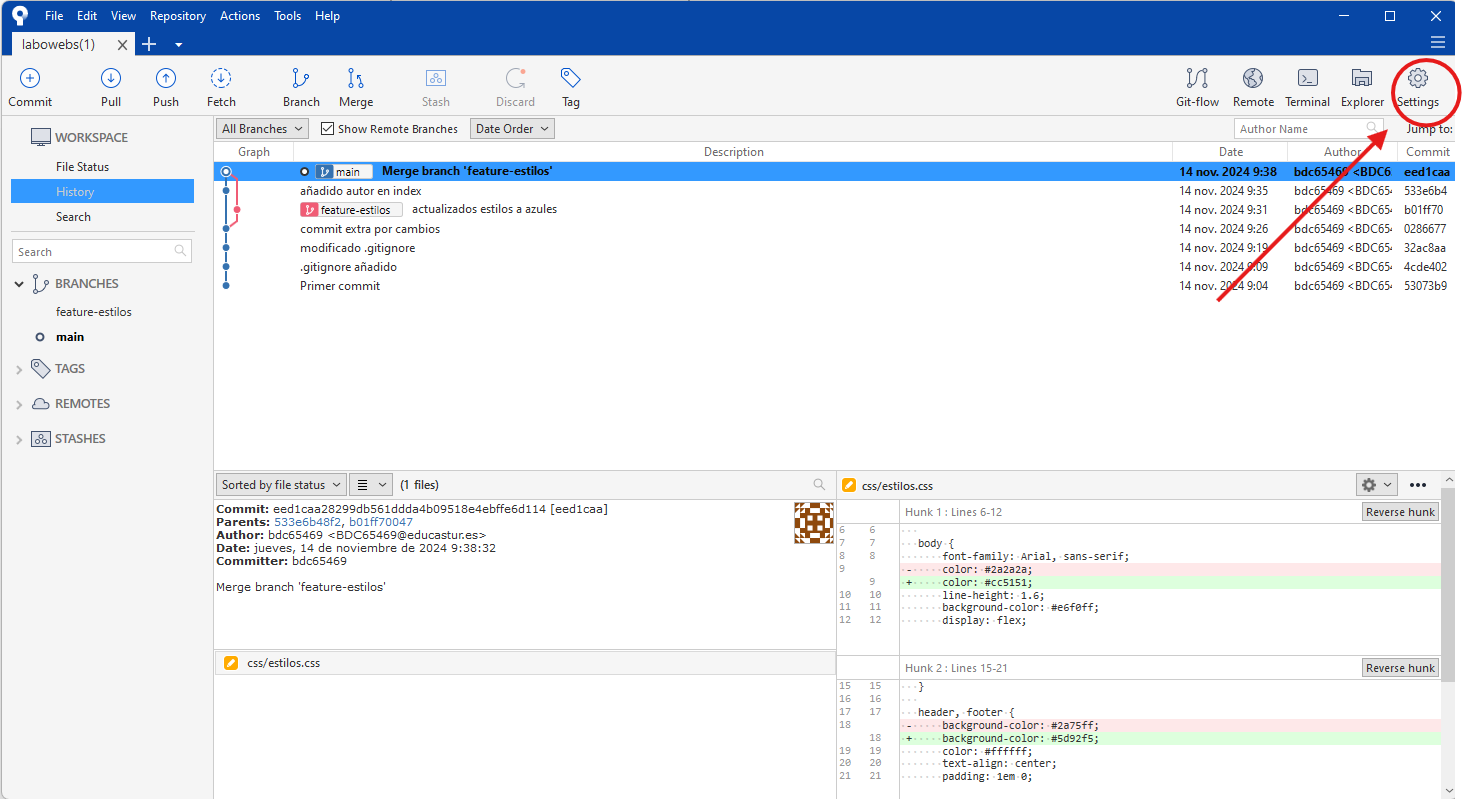 File Edit View Repository Actions Tools Help
labowebs(1)
Commit Pull Push Fetch Branch Merge Stash Discard Tag Git-flow Remote Terminal Explorer Settings
WORKSPACE
File Status
History
Search
Search
BRANCHES
feature-estilos
main
TAGS
REMOTES
STASHES
All Branches Show Remote Branches Date Order Author Name Jump to:
Graph Description Date Author Commit
main Merge branch 'feature-estilos' 14 nov. 2024 9:38 bdc65469 <BDC6 eed1caa
añadido autor en index 14 nov. 2024 9:35 bdc65469 <BDC654 533e6b4
feature-estilos actualizados estilos a azules 14 nov. 2024 9:31 bdc65469 <BDC654 b01ff70
commit extra por cambios 14 nov. 2024 9:26 bdc65469 <BDC654 0286677
modificado .gitignore 14 nov. 2024 9:19 bdc65469 <BDC654 32ac8aa
.gitignore añadido 14 nov. 2024 9:09 bdc65469 <BDC654 4cde402
Primer commit 14 nov. 2024 9:04 bdc65469 <BDC654 53073b9
Sorted by file status (1 files)
Commit: eed1caa28299db561ddda4b09518e4ebffe6d114 [eed1caa]
Parents: 533e6b48f2, b01ff70047
Author: bdc65469 <BDC65469@educastur.es>
Date: jueves, 14 de noviembre de 2024 9:38:32
Committer: bdc65469
Merge branch 'feature-estilos'
css/estilos.css
css/estilos.css
Hunk 1 : Lines 6-12 Reverse hunk
6 6
7 7 body {
8 8 font-family: Arial, sans-serif;
9 - color: #2a2a2a;
9 + color: #cc5151;
10 10 line-height: 1.6;
11 11 background-color: #e6f0ff;
12 12 display: flex;
Hunk 2 : Lines 15-21 Reverse hunk
15 15 }
16 16
17 17 header, footer {
18 - background-color: #2a75ff;
18 + background-color: #5d92f5;
19 19 color: #ffffff;
20 20 text-align: center;
21 21 padding: 1em 0;